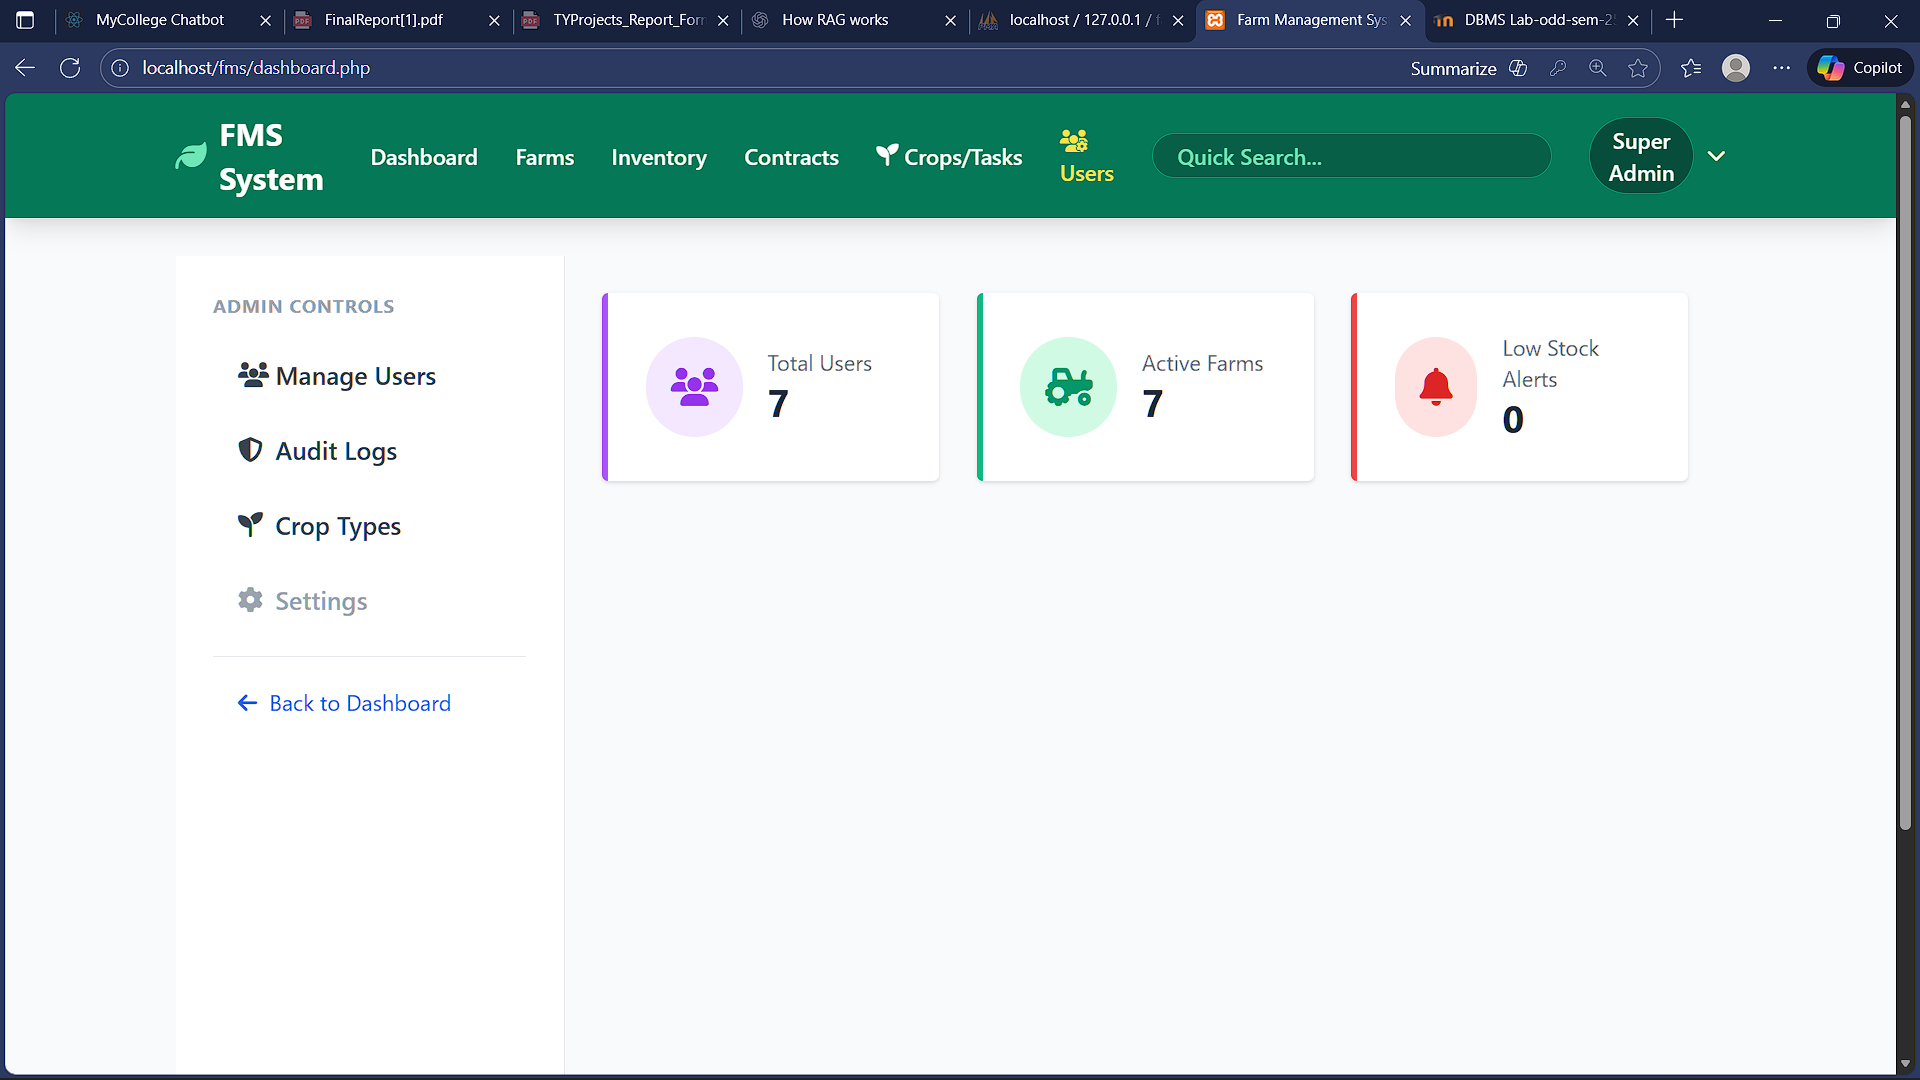 MyCollege Chatbot
FinalReport[1].pdf
TYProjects_Report_For
How RAG works
localhost / 127.0.0.1 / f
Farm Management Sys
DBMS Lab-odd-sem-2
localhost/fms/dashboard.php
Summarize
Copilot
FMS
System
Dashboard
Farms
Inventory
Contracts
Crops/Tasks
Users
Quick Search...
Super
Admin
ADMIN CONTROLS
Manage Users
Audit Logs
Crop Types
Settings
Back to Dashboard
Total Users
7
Active Farms
7
Low Stock
Alerts
0